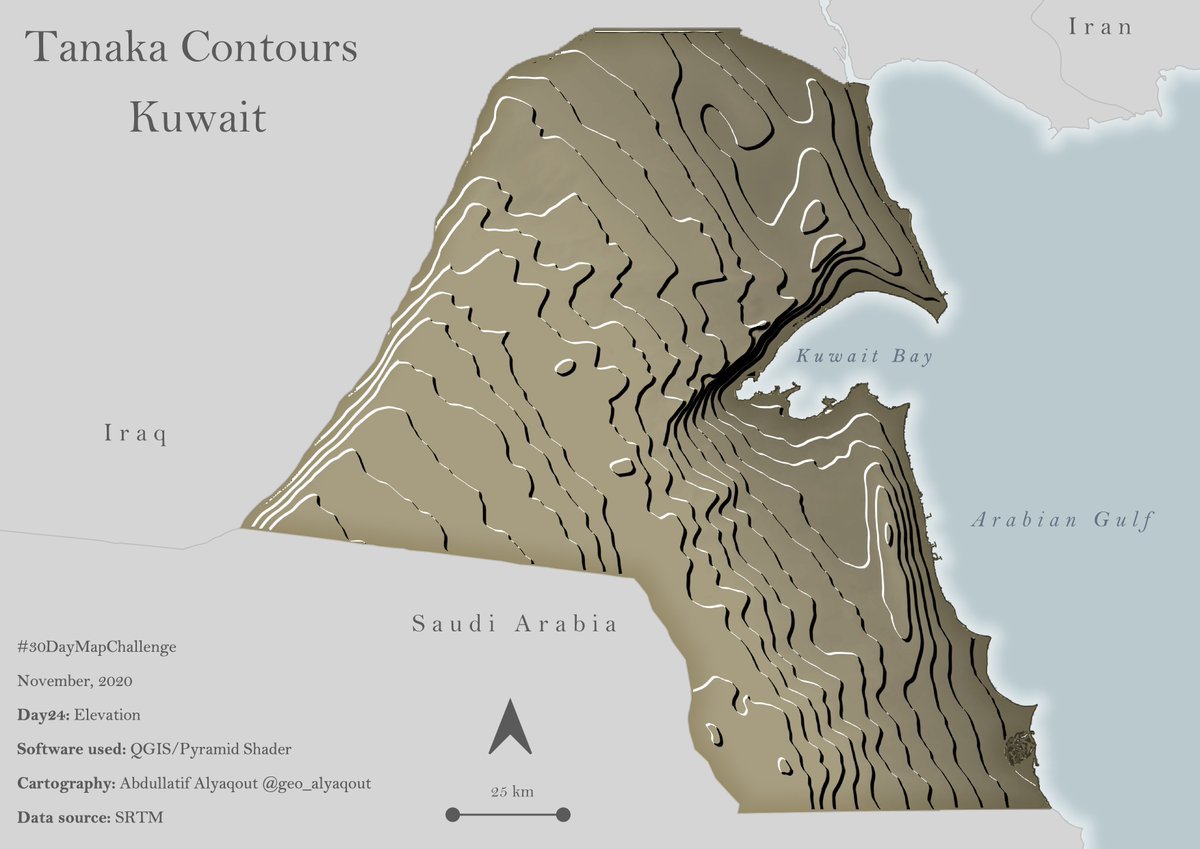 Tanaka Contours
Kuwait
Iran
Kuwait Bay
Iraq
Arabian Gulf
Saudi Arabia
#30DayMapChallenge
November, 2020
Day24: Elevation
Software used: QGIS/Pyramid Shader
Cartography: Abdullatif Alyaqout @geo_alyaqout
Data source: SRTM
25 km